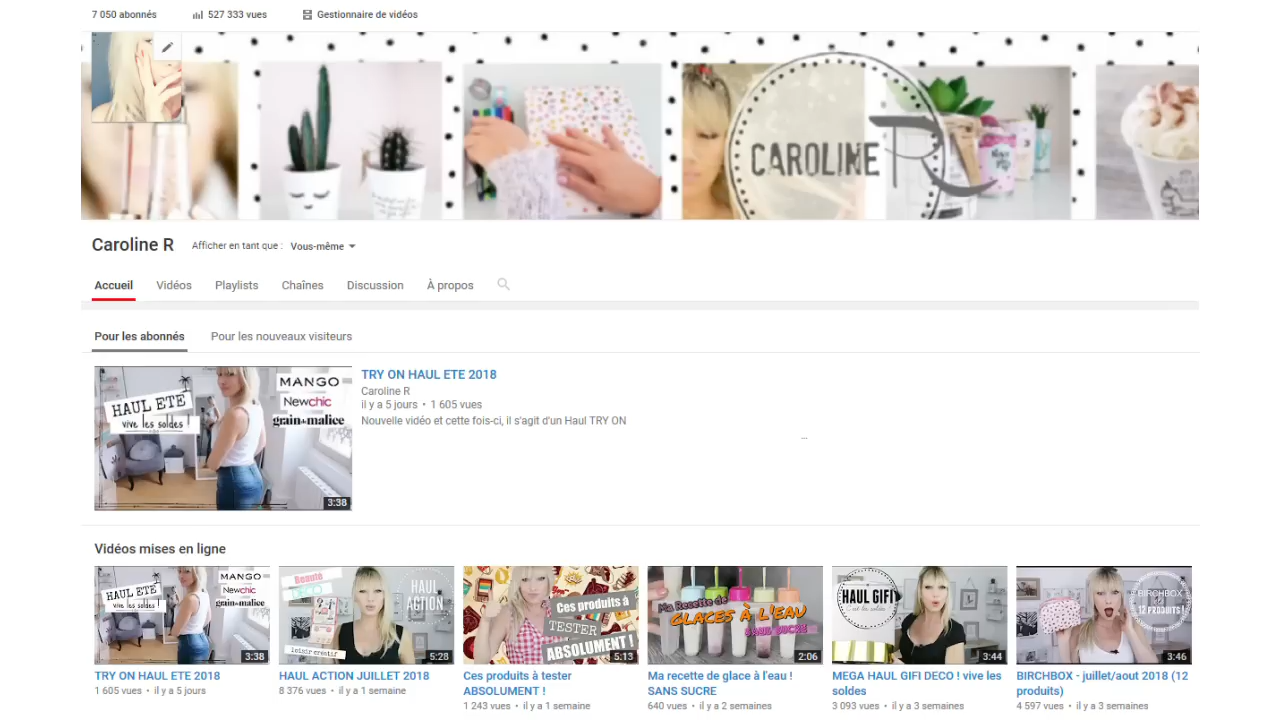 7 050 abonnés
527 333 vues
Gestionnaire de vidéos
CAROLINE R
Caroline R
Afficher en tant que :
Vous-même
Accueil
Vidéos
Playlists
Chaînes
Discussion
À propos
Pour les abonnés
Pour les nouveaux visiteurs
HAUL ETE
vive les soldes !
MANGO
Newchic
grain de malice
3:38
TRY ON HAUL ETE 2018
Caroline R
il y a 5 jours • 1 605 vues
Nouvelle vidéo et cette fois-ci, il s'agit d'un Haul TRY ON
...
Vidéos mises en ligne
HAUL ETE
vive les soldes !
MANGO
Newchic
grain de malice
3:38
TRY ON HAUL ETE 2018
1 605 vues • il y a 5 jours
Beauté
HAUL
ACTION
loisir créatif
5:28
HAUL ACTION JUILLET 2018
8 376 vues • il y a 1 semaine
Ces produits à
TESTER
ABSOLUMENT !
5:13
Ces produits à tester
ABSOLUMENT !
1 243 vues • il y a 1 semaine
Ma Recette de
GLACES À L'EAU
SANS SUCRE
2:06
Ma recette de glace à l'eau !
SANS SUCRE
640 vues • il y a 2 semaines
HAUL GIFI
3:44
MEGA HAUL GIFI DECO ! vive les
soldes
3 093 vues • il y a 3 semaines
BIRCHBOX
12 PRODUITS !
3:46
BIRCHBOX - juillet/aout 2018 (12
produits)
4 597 vues • il y a 3 semaines